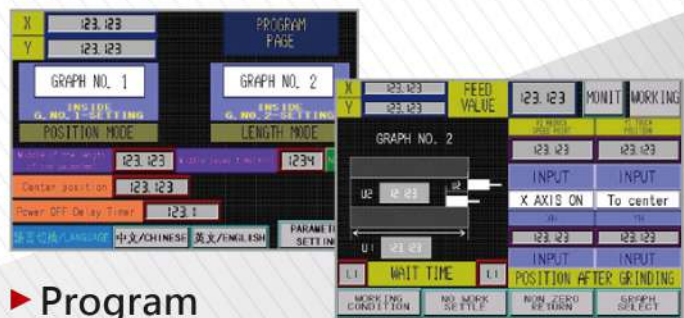 X 123.123
Y 123.123
PROGRAM
PAGE
GRAPH NO. 1
INSIDE
G. NO. 1-SETTING
POSITION MODE
GRAPH NO. 2
INSIDE
G. NO. 2-SETTING
LENGTH MODE
123.123
1234
Center position 123.123
Power OFF Delay Timer 123.1
語言切換/LANGUAGE 中文/CHINESE 英文/ENGLISH
X 123.123
Y 123.123
FEED
VALUE
123.123
MONIT
WORKING
GRAPH NO. 2
U2 12.123
U1 123.123
L1 WAIT TIME L1
123.123
123.123
INPUT
INPUT
X AXIS ON
To center
123.123
123.123
INPUT
INPUT
POSITION AFTER GRINDING
WORKING
CONDITION
NO WORK
SETTLE
NON ZERO
RETURN
GRAPH
SELECT
Program